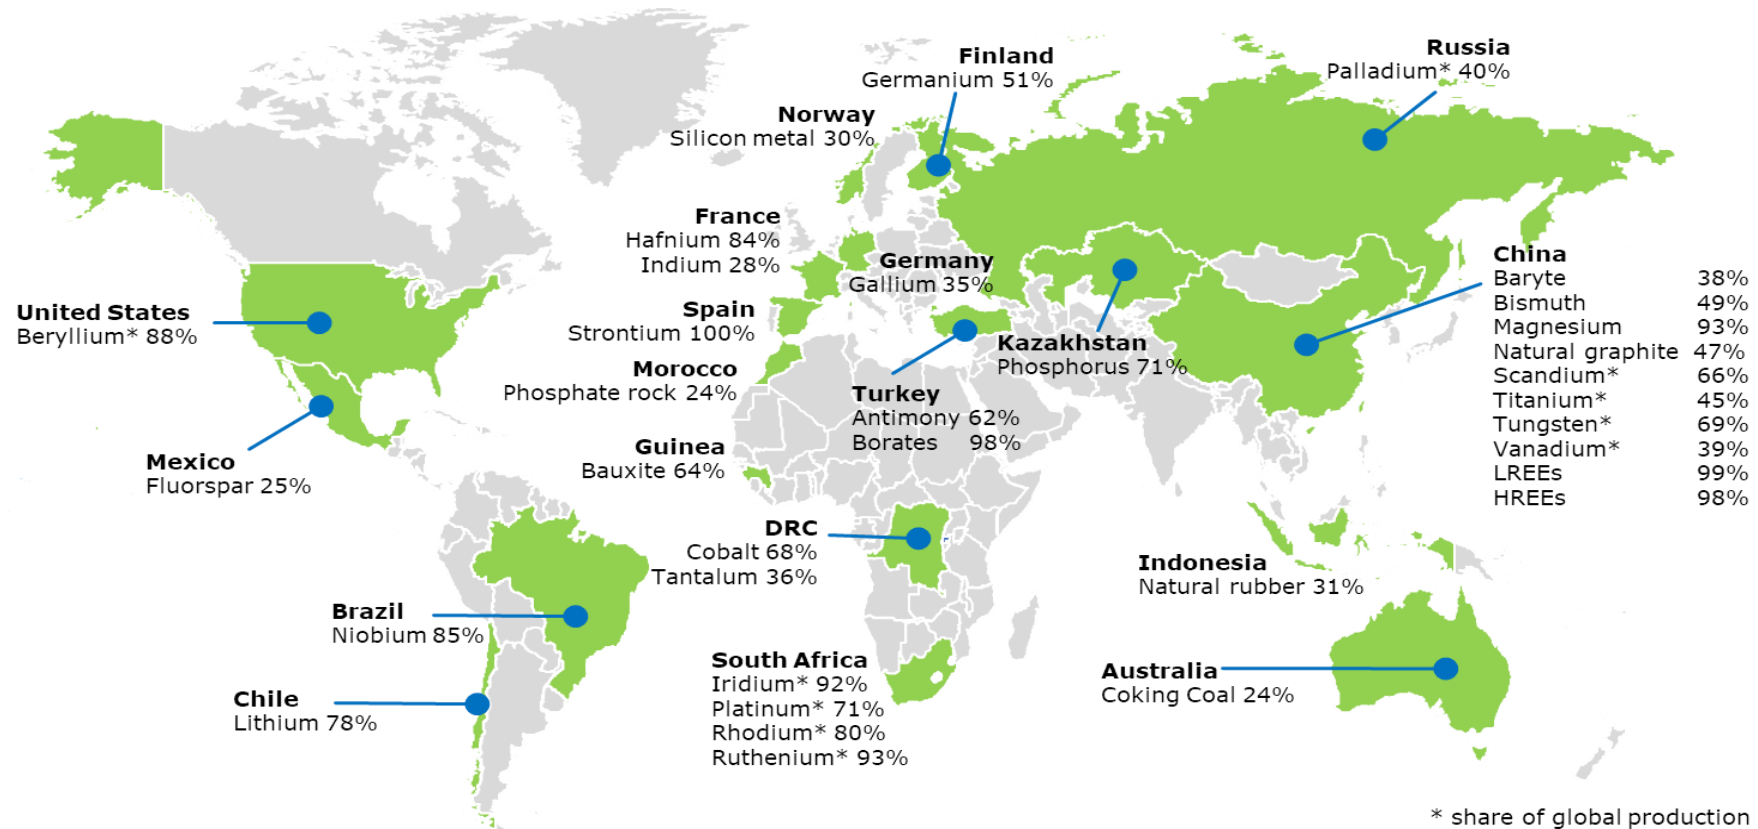 Finland
Germanium 51%
Russia
Palladium* 40%
Norway
Silicon metal 30%
France
Hafnium 84%
Indium 28%
Germany
Gallium 35%
China
Baryte 38%
Bismuth 49%
Magnesium 93%
Natural graphite 47%
Scandium* 66%
Titanium* 45%
Tungsten* 69%
Vanadium* 39%
LREEs 99%
HREEs 98%
United States
Beryllium* 88%
Spain
Strontium 100%
Kazakhstan
Phosphorus 71%
Morocco
Phosphate rock 24%
Turkey
Antimony 62%
Borates 98%
Mexico
Fluorspar 25%
Guinea
Bauxite 64%
DRC
Cobalt 68%
Tantalum 36%
Indonesia
Natural rubber 31%
Brazil
Niobium 85%
South Africa
Iridium* 92%
Platinum* 71%
Rhodium* 80%
Ruthenium* 93%
Australia
Coking Coal 24%
Chile
Lithium 78%
* share of global production